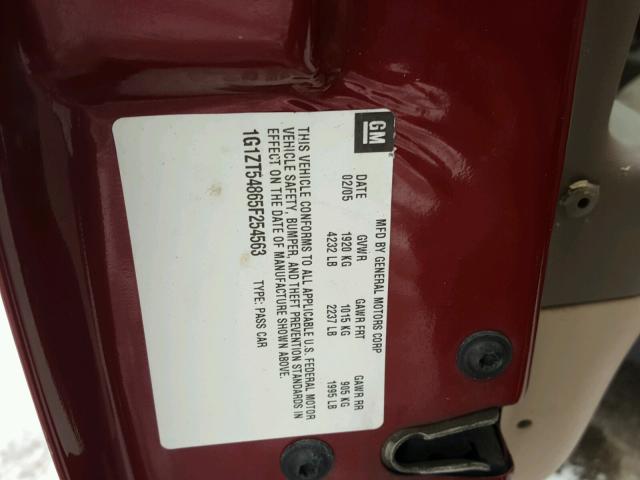 GM
MFD BY GENERAL MOTORS CORP
DATE GVWR GAWR FRT GAWR RR
02/05 1920 KG 1015 KG 905 KG
4232 LB 2237 LB 1995 LB
THIS VEHICLE CONFORMS TO ALL APPLICABLE U.S. FEDERAL MOTOR
VEHICLE SAFETY, BUMPER, AND THEFT PREVENTION STANDARDS IN
EFFECT ON THE DATE OF MANUFACTURE SHOWN ABOVE.
1G1ZT54865F254563 TYPE: PASS CAR